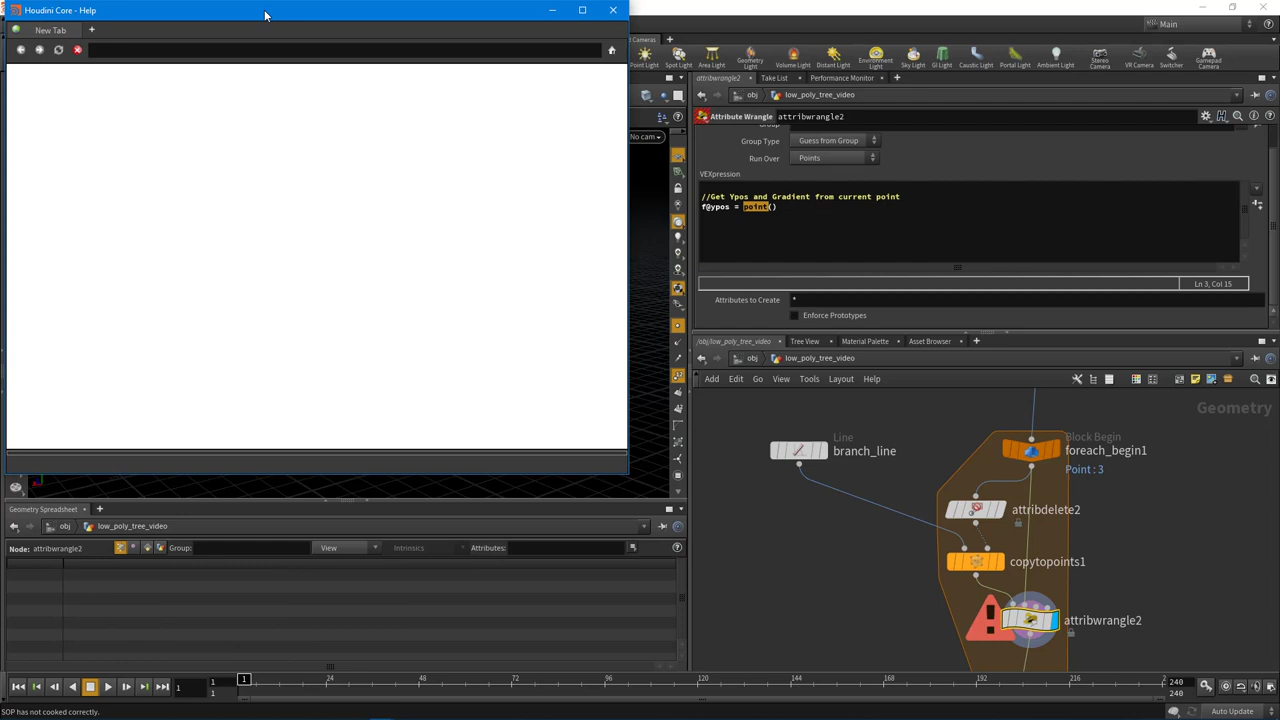 Houdini Core - Help
New Tab
Main
Cameras
Point Light
Spot Light
Area Light
Geometry Light
Volume Light
Distant Light
Environment Light
Sky Light
GI Light
Caustic Light
Portal Light
Ambient Light
Stereo Camera
VR Camera
Switcher
Gamepad Camera
attribwrangle2
Take List
Performance Monitor
obj
low_poly_tree_video
Attribute Wrangle
attribwrangle2
No cam
Group Type
Guess from Group
Run Over
Points
VEXpression
//Get Ypos and Gradient from current point
f@ypos = point()
Ln 3, Col 15
Attributes to Create
*
Enforce Prototypes
/obj/low_poly_tree_video
Tree View
Material Palette
Asset Browser
obj
low_poly_tree_video
Add
Edit
Go
View
Tools
Layout
Help
Geometry
Line
branch_line
Block Begin
foreach_begin1
Point : 3
attribdelete2
copytopoints1
attribwrangle2
Geometry Spreadsheet
obj
low_poly_tree_video
Node: attribwrangle2
Group:
View
Intrinsics
Attributes:
1
1
1
1
24
48
72
96
120
144
168
192
216
240
240
SOP has not cooked correctly.
Auto Update